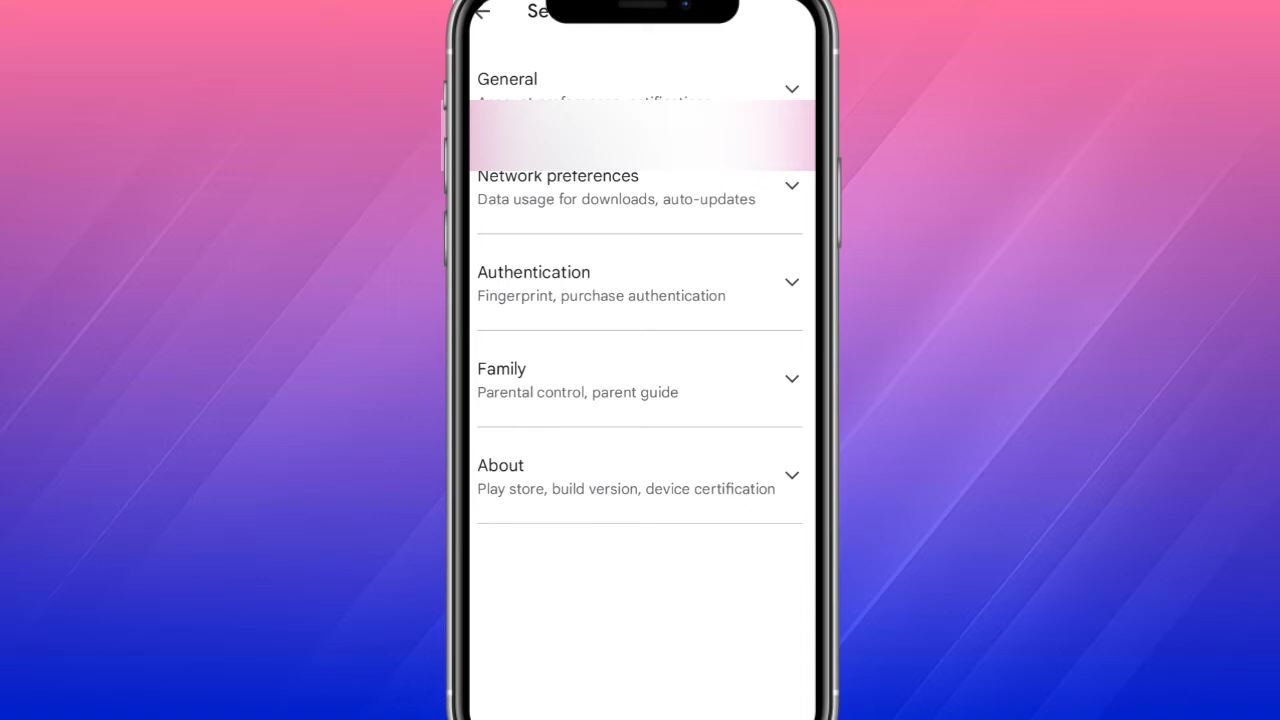 General
Network preferences
Data usage for downloads, auto-updates
Authentication
Fingerprint, purchase authentication
Family
Parental control, parent guide
About
Play store, build version, device certification